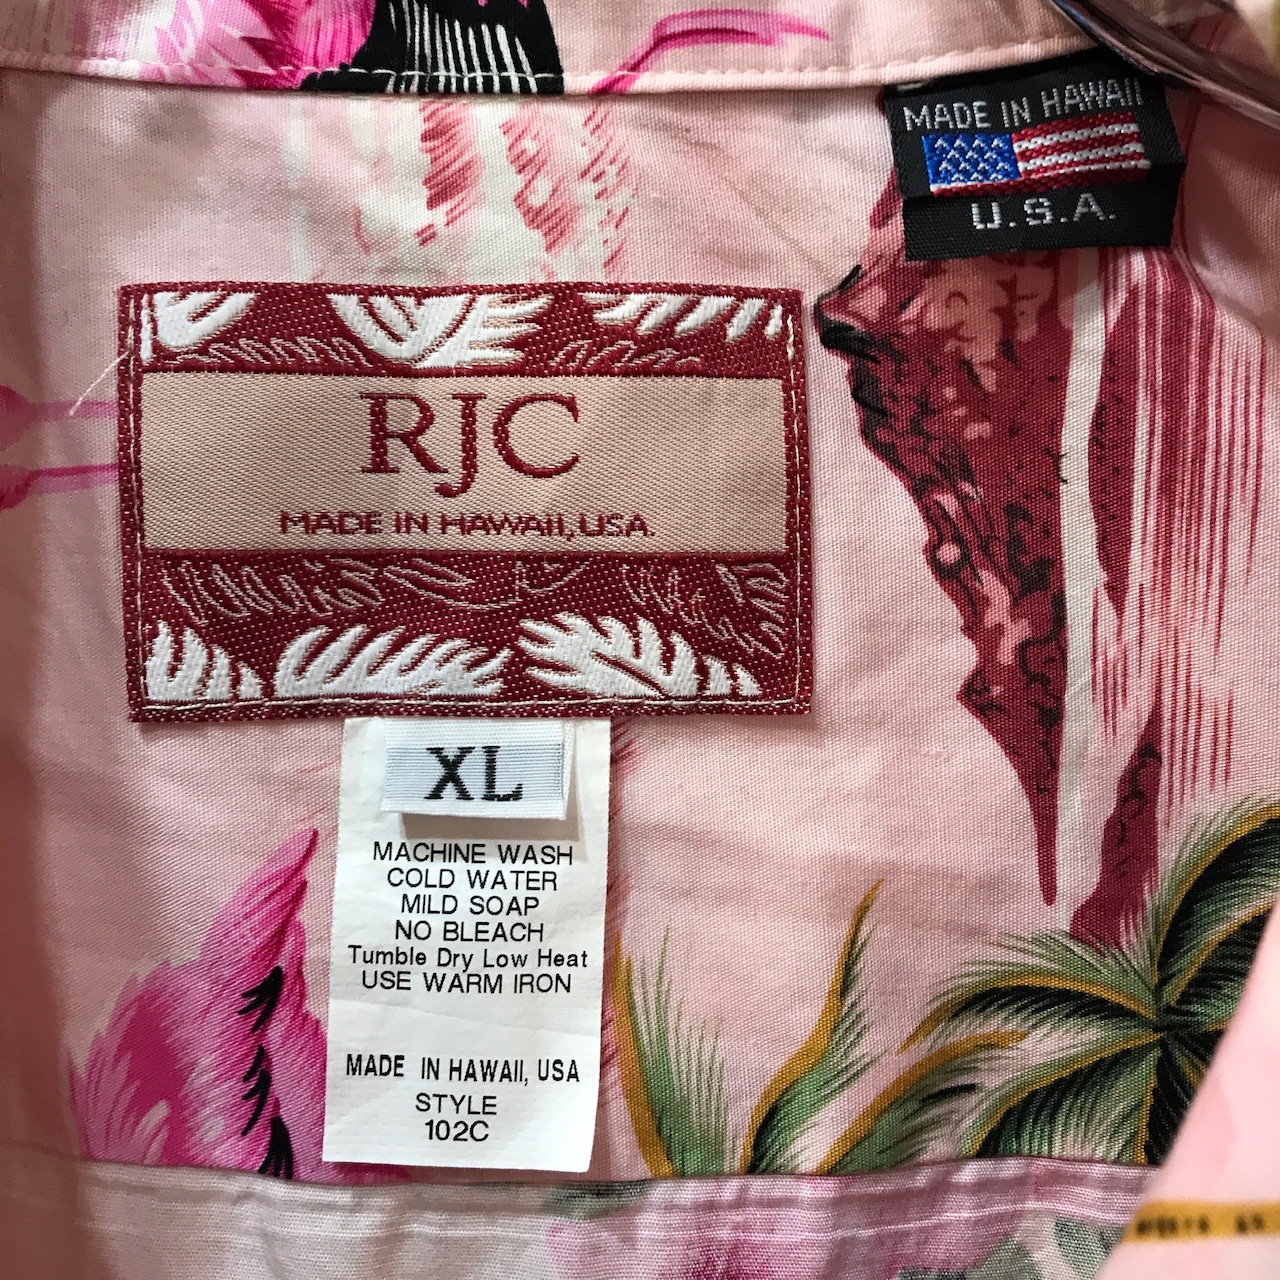 MADE IN HAWAII
U.S.A.
RJC
MADE IN HAWAII, USA.
XL
MACHINE WASH
COLD WATER
MILD SOAP
NO BLEACH
Tumble Dry Low Heat
USE WARM IRON
MADE IN HAWAII, USA
STYLE
102C